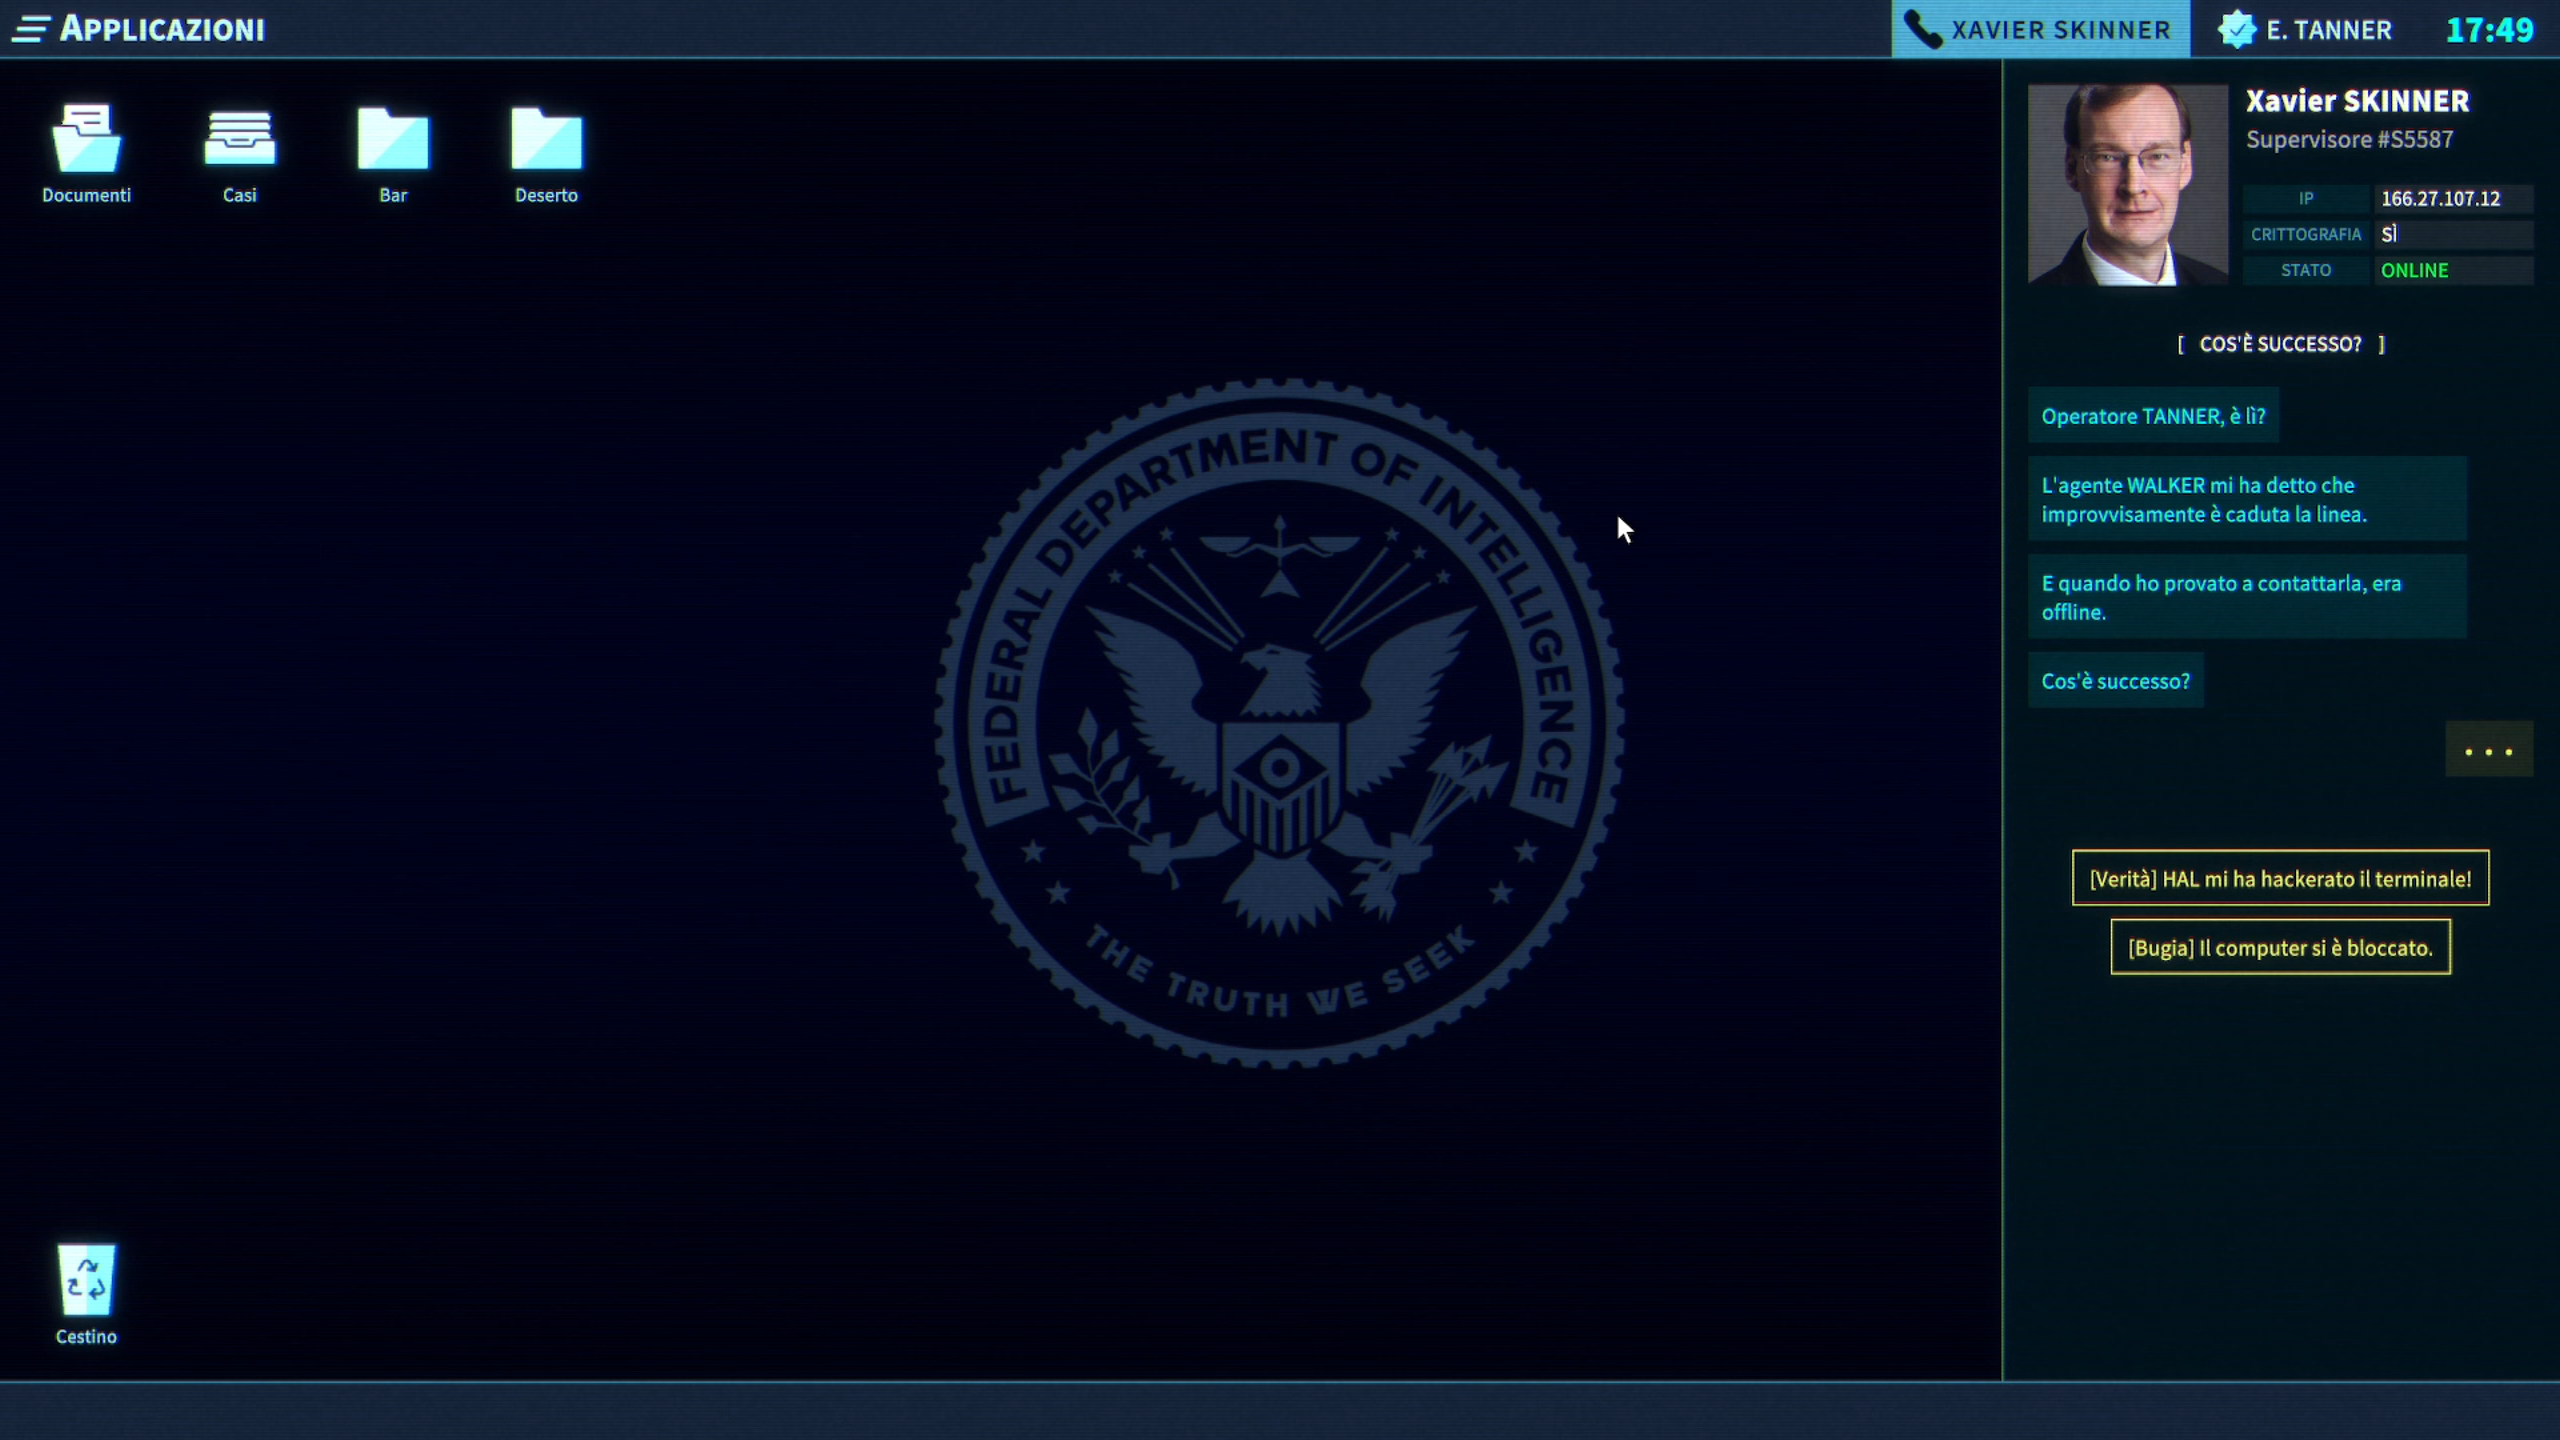 APPLICAZIONI
XAVIER SKINNER
E. TANNER
17:49
Documenti
Casi
Bar
Deserto
Cestino
FEDERAL DEPARTMENT OF INTELLIGENCE
THE TRUTH WE SEEK
Xavier SKINNER
Supervisore #S5587
IP 166.27.107.12
CRITTOGRAFIA SÌ
STATO ONLINE
[ COS'È SUCCESSO? ]
Operatore TANNER, è lì?
L'agente WALKER mi ha detto che
improvvisamente è caduta la linea.
E quando ho provato a contattarla, era
offline.
Cos'è successo?
...
[Verità] HAL mi ha hackerato il terminale!
[Bugia] Il computer si è bloccato.